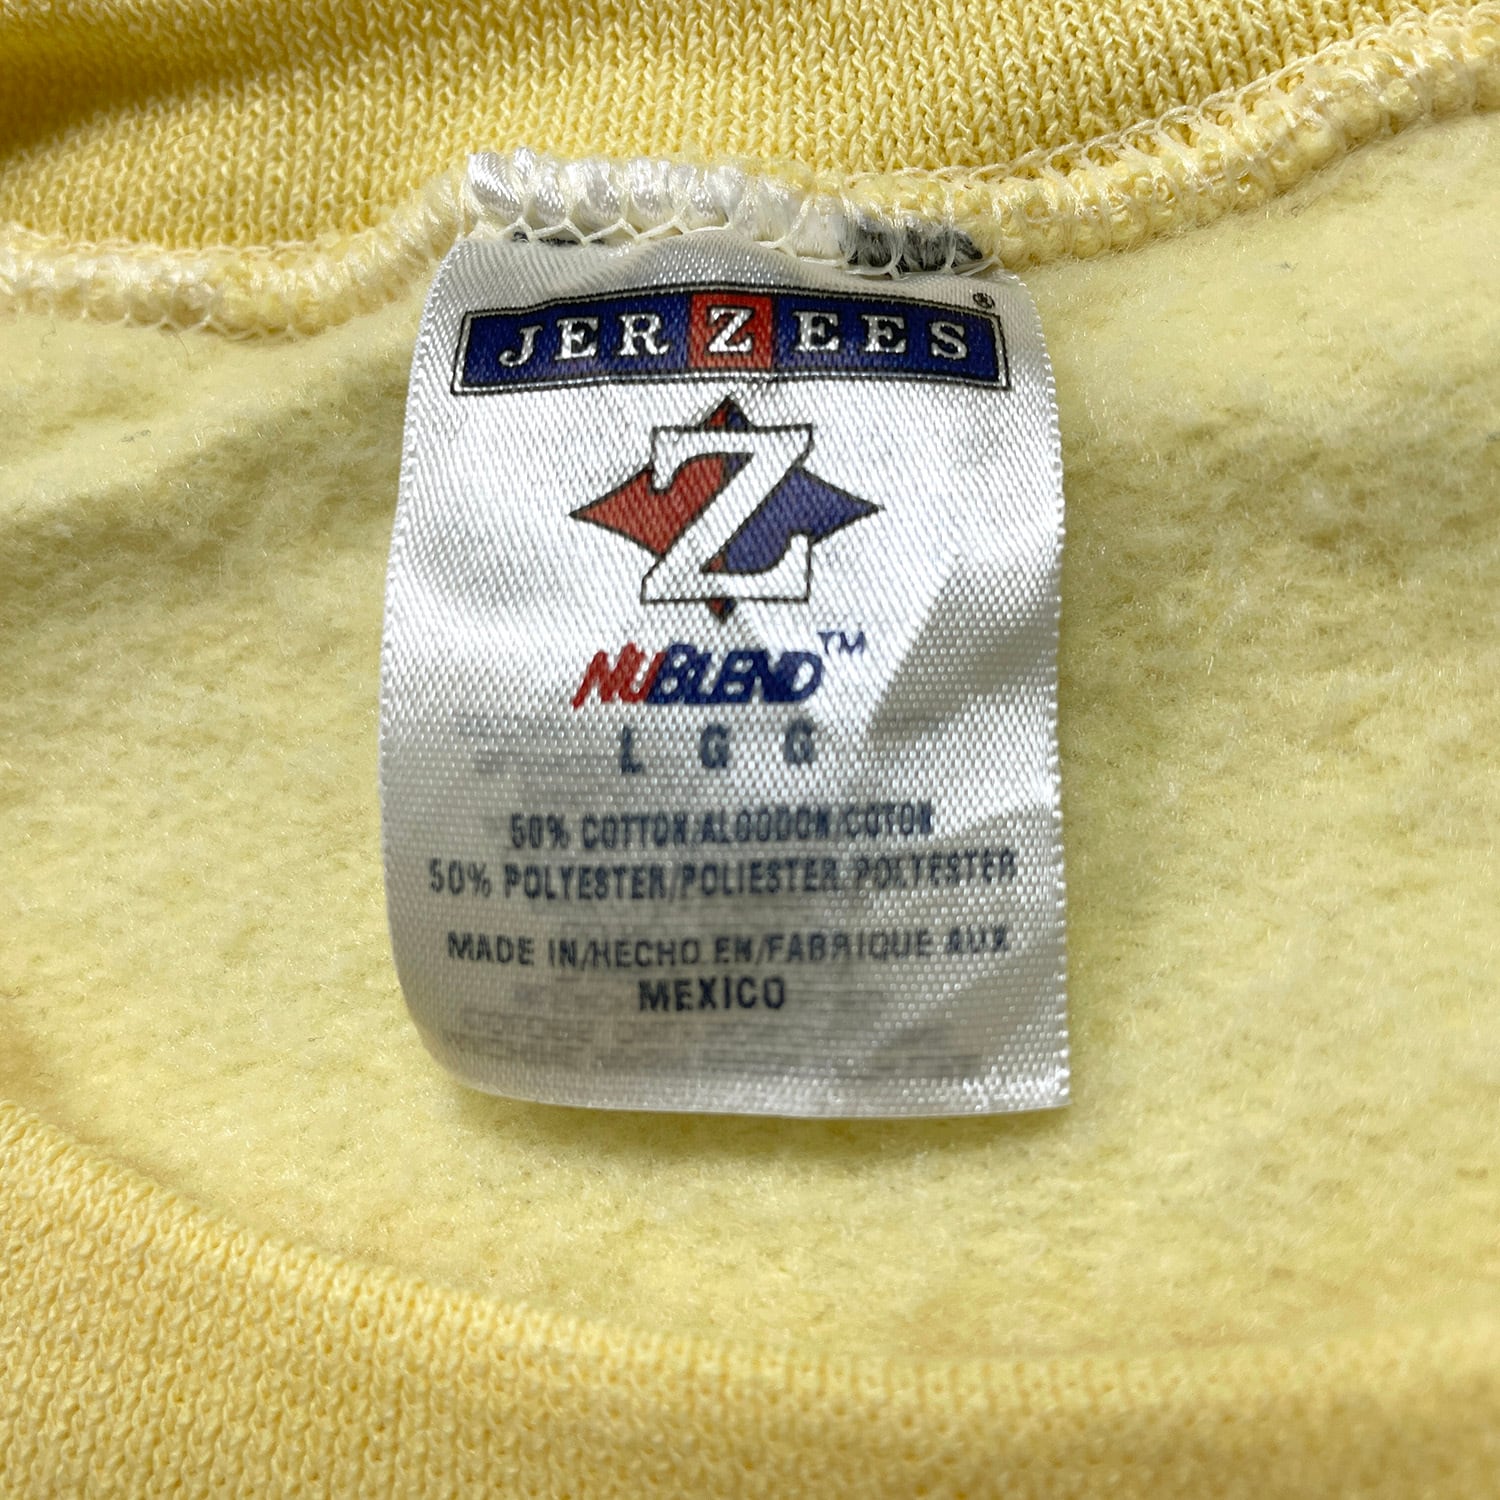 JERZEES®
Z
NUBLEND™
L G G
50% COTTON/ALGODON/COTON
50% POLYESTER/POLIESTER/POLYESTER
MADE IN/HECHO EN/FABRIQUE AUX
MEXICO